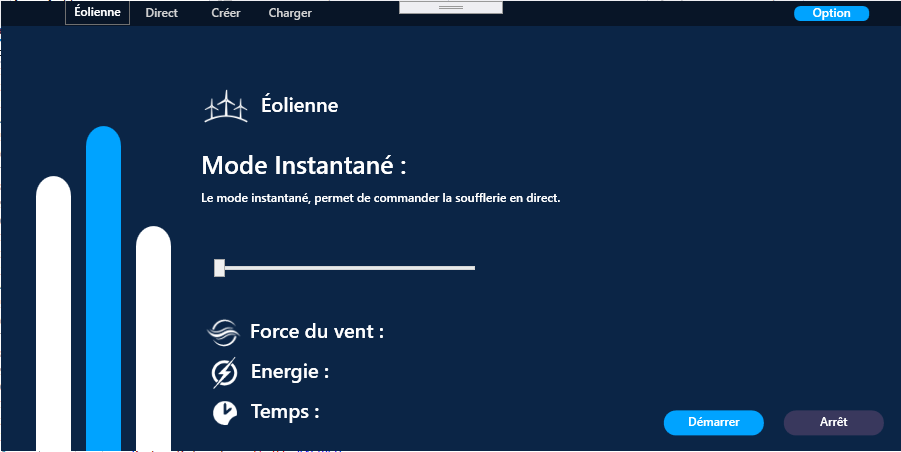 Éolienne
Direct
Créer
Charger
Option
Éolienne
Mode Instantané :
Le mode instantané, permet de commander la soufflerie en direct.
Force du vent :
Energie :
Temps :
Démarrer
Arrêt